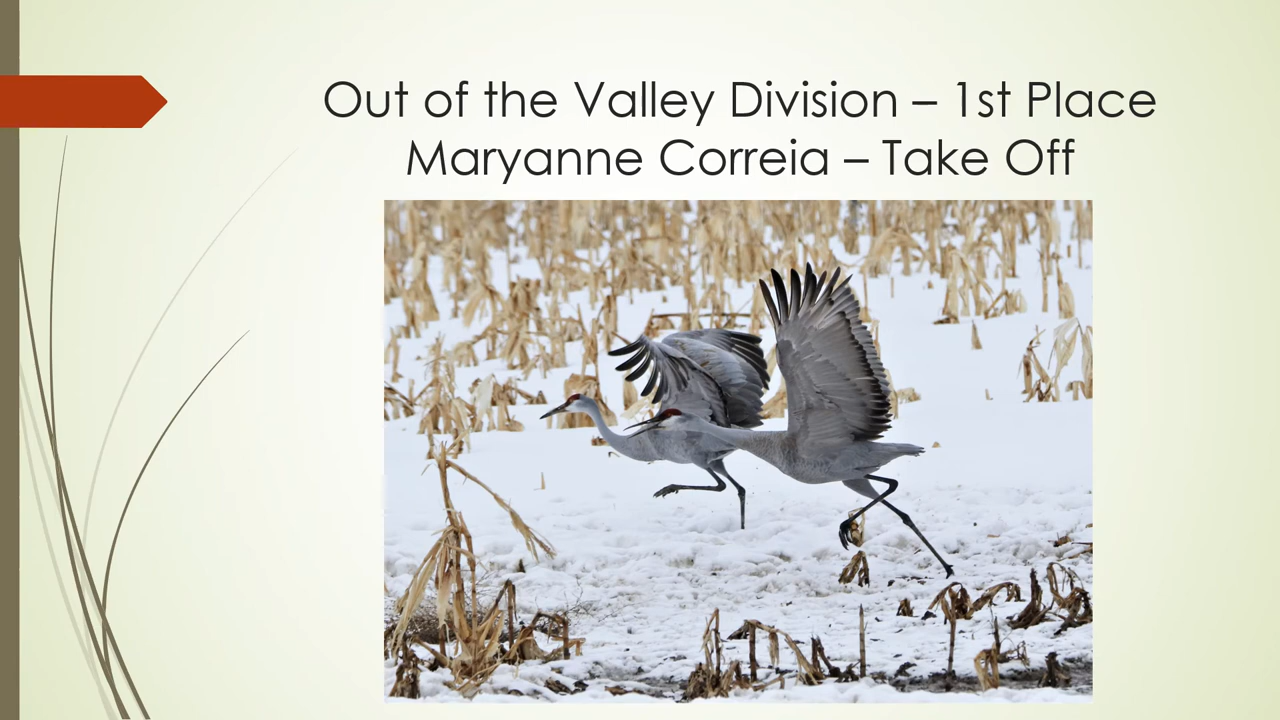 Out of the Valley Division – 1st Place
Maryanne Correia – Take Off